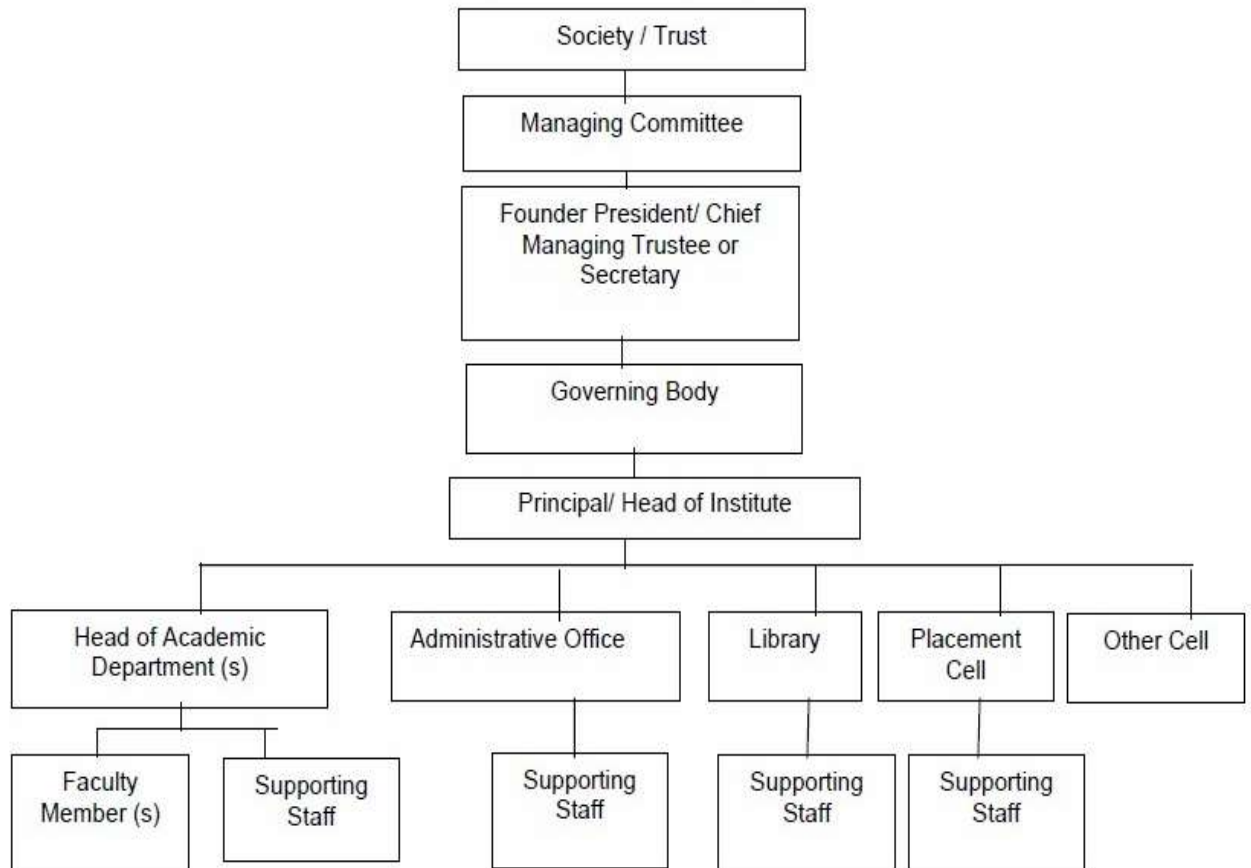 Society / Trust
Managing Committee
Founder President/ Chief
Managing Trustee or
Secretary
Governing Body
Principal/ Head of Institute
Head of Academic
Department (s)
Administrative Office
Library
Placement
Cell
Other Cell
Faculty
Member (s)
Supporting
Staff
Supporting
Staff
Supporting
Staff
Supporting
Staff